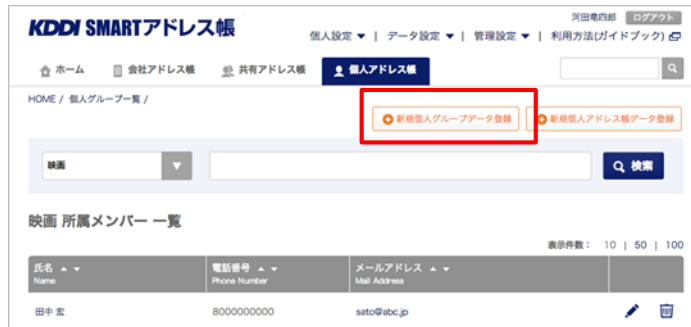 河田竜四郎 ログアウト
KDDI SMARTアドレス帳
個人設定 ▼ | データ設定 ▼ | 管理設定 ▼ | 利用方法(ガイドブック)
ホーム 会社アドレス帳 共有アドレス帳 個人アドレス帳
HOME / 個人グループ一覧 /
新規個人グループデータ登録 新規個人アドレス帳データ登録
映画 ▼ 検索
映画 所属メンバー 一覧
表示件数： 10 | 50 | 100
氏名 ▲ ▼ 電話番号 ▲ ▼ メールアドレス ▲ ▼
Name Phone Number Mail Address
田中 宏 8000000000 sato@abc.jp